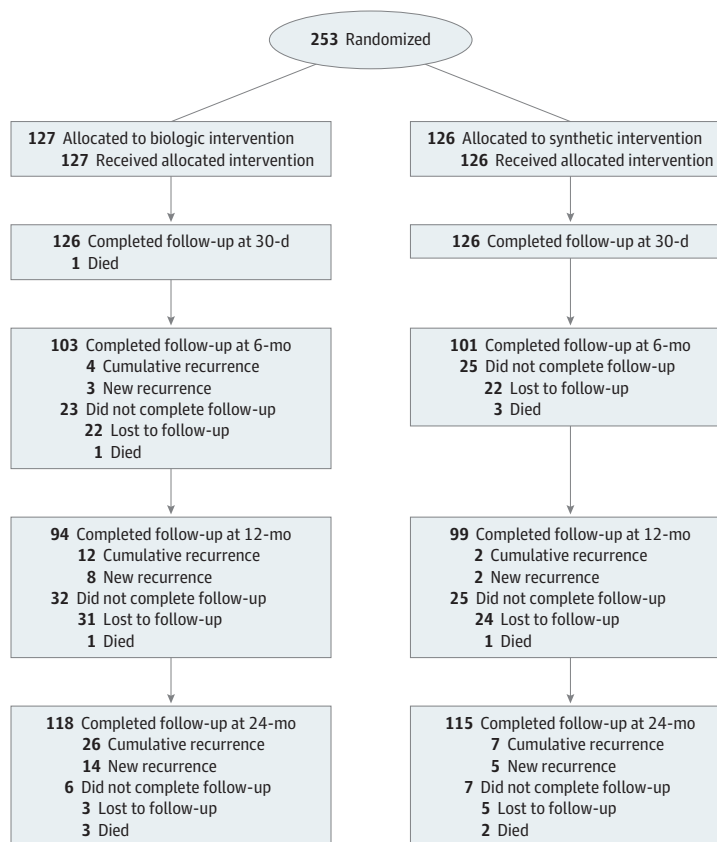 253 Randomized
127 Allocated to biologic intervention
127 Received allocated intervention
126 Allocated to synthetic intervention
126 Received allocated intervention
126 Completed follow-up at 30-d
1 Died
126 Completed follow-up at 30-d
103 Completed follow-up at 6-mo
4 Cumulative recurrence
3 New recurrence
23 Did not complete follow-up
22 Lost to follow-up
1 Died
101 Completed follow-up at 6-mo
25 Did not complete follow-up
22 Lost to follow-up
3 Died
94 Completed follow-up at 12-mo
12 Cumulative recurrence
8 New recurrence
32 Did not complete follow-up
31 Lost to follow-up
1 Died
99 Completed follow-up at 12-mo
2 Cumulative recurrence
2 New recurrence
25 Did not complete follow-up
24 Lost to follow-up
1 Died
118 Completed follow-up at 24-mo
26 Cumulative recurrence
14 New recurrence
6 Did not complete follow-up
3 Lost to follow-up
3 Died
115 Completed follow-up at 24-mo
7 Cumulative recurrence
5 New recurrence
7 Did not complete follow-up
5 Lost to follow-up
2 Died